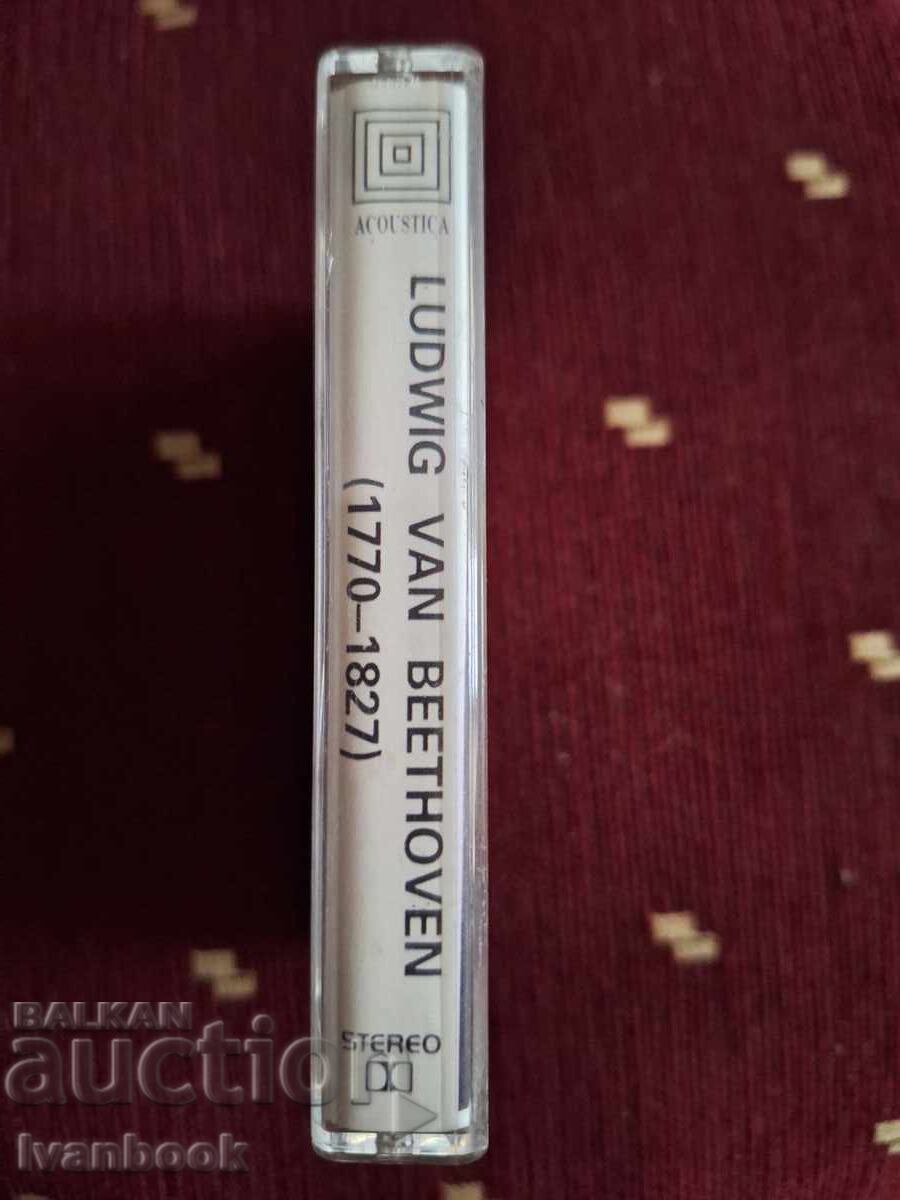 ACOUSTICA
LUDWIG VAN BEETHOVEN
(1770—1827)
STEREO
BALKAN
auction
Ivanbook